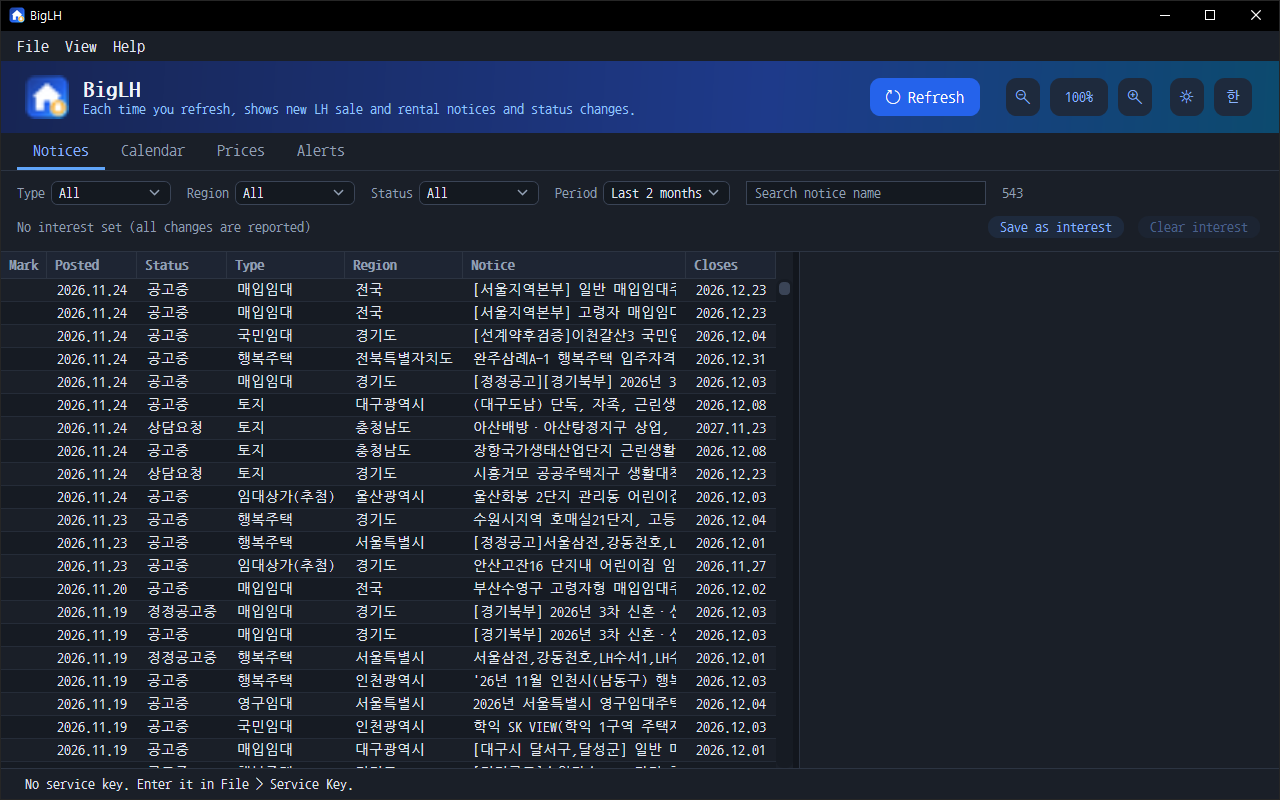 BigLH
File View Help
BigLH
Each time you refresh, shows new LH sale and rental notices and status changes.
Refresh 100% 한
Notices Calendar Prices Alerts
Type All Region All Status All Period Last 2 months Search notice name 543
No interest set (all changes are reported) Save as interest Clear interest
Mark Posted Status Type Region Notice Closes
2026.11.24 공고중 매입임대 전국 [서울지역본부] 일반 매입임대주 2026.12.23
2026.11.24 공고중 매입임대 전국 [서울지역본부] 고령자 매입임대 2026.12.23
2026.11.24 공고중 국민임대 경기도 [선계약후검증]이천갈산3 국민임 2026.12.04
2026.11.24 공고중 행복주택 전북특별자치도 완주삼례A-1 행복주택 입주자격 2026.12.31
2026.11.24 공고중 매입임대 경기도 [정정공고][경기북부] 2026년 3 2026.12.03
2026.11.24 공고중 토지 대구광역시 (대구도남) 단독, 자족, 근린생 2026.12.08
2026.11.24 상담요청 토지 충청남도 아산배방·아산탕정지구 상업, 2027.11.23
2026.11.24 공고중 토지 충청남도 장항국가생태산업단지 근린생활 2026.12.08
2026.11.24 상담요청 토지 경기도 시흥거모 공공주택지구 생활대책 2026.12.23
2026.11.24 공고중 임대상가(추첨) 울산광역시 울산화봉 2단지 관리동 어린이집 2026.12.03
2026.11.23 공고중 행복주택 경기도 수원시지역 호매실21단지, 고등 2026.12.04
2026.11.23 공고중 행복주택 서울특별시 [정정공고]서울삼전,강동천호,L 2026.12.01
2026.11.23 공고중 임대상가(추첨) 경기도 안산고잔16 단지내 어린이집 임 2026.11.27
2026.11.20 공고중 매입임대 전국 부산수영구 고령자형 매입임대주 2026.12.02
2026.11.19 정정공고중 매입임대 경기도 [경기북부] 2026년 3차 신혼·신 2026.12.03
2026.11.19 공고중 매입임대 경기도 [경기북부] 2026년 3차 신혼·신 2026.12.03
2026.11.19 정정공고중 행복주택 서울특별시 서울삼전,강동천호,LH수서1,LH수 2026.12.01
2026.11.19 공고중 행복주택 인천광역시 '26년 11월 인천시(남동구) 행복 2026.12.03
2026.11.19 공고중 영구임대 서울특별시 2026년 서울특별시 영구임대주택 2026.12.04
2026.11.19 공고중 국민임대 인천광역시 학익 SK VIEW(학익 1구역 주택재 2026.12.03
2026.11.19 공고중 매입임대 대구광역시 [대구시 달서구,달성군] 일반 매 2026.12.01
No service key. Enter it in File > Service Key.